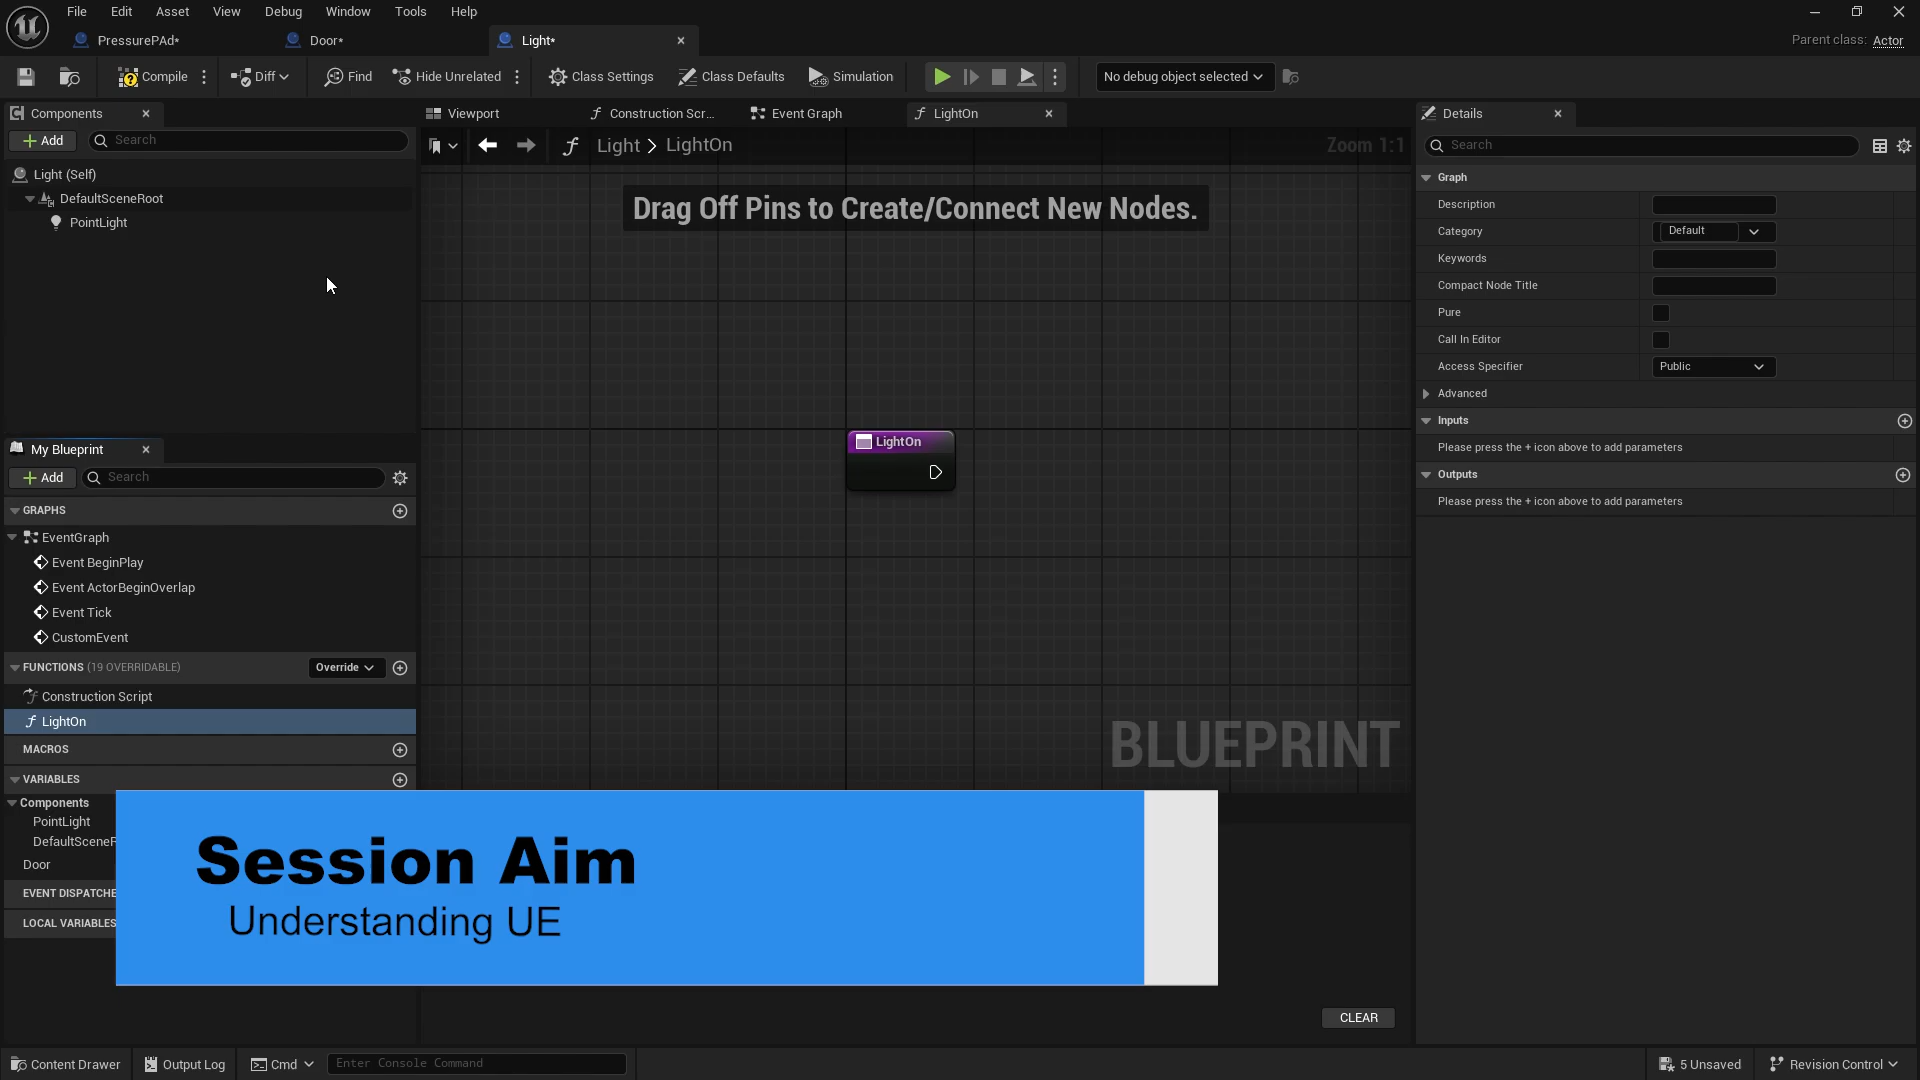 File Edit Asset View Debug Window Tools Help
PressurePAd* Door* Light*
Parent class: Actor
Compile Diff Find Hide Unrelated Class Settings Class Defaults Simulation No debug object selected
Components
Add Search
Light (Self)
DefaultSceneRoot
PointLight
Viewport Construction Scr... Event Graph LightOn
Light > LightOn
Zoom 1:1
Drag Off Pins to Create/Connect New Nodes.
LightOn
BLUEPRINT
My Blueprint
Add Search
GRAPHS
EventGraph
Event BeginPlay
Event ActorBeginOverlap
Event Tick
CustomEvent
FUNCTIONS (19 OVERRIDABLE) Override
Construction Script
LightOn
MACROS
VARIABLES
Components
PointLight
DefaultSceneR
Door
EVENT DISPATCHE
LOCAL VARIABLES
Session Aim
Understanding UE
CLEAR
Details
Search
Graph
Description
Category Default
Keywords
Compact Node Title
Pure
Call In Editor
Access Specifier Public
Advanced
Inputs
Please press the + icon above to add parameters
Outputs
Please press the + icon above to add parameters
Content Drawer Output Log Cmd Enter Console Command 5 Unsaved Revision Control